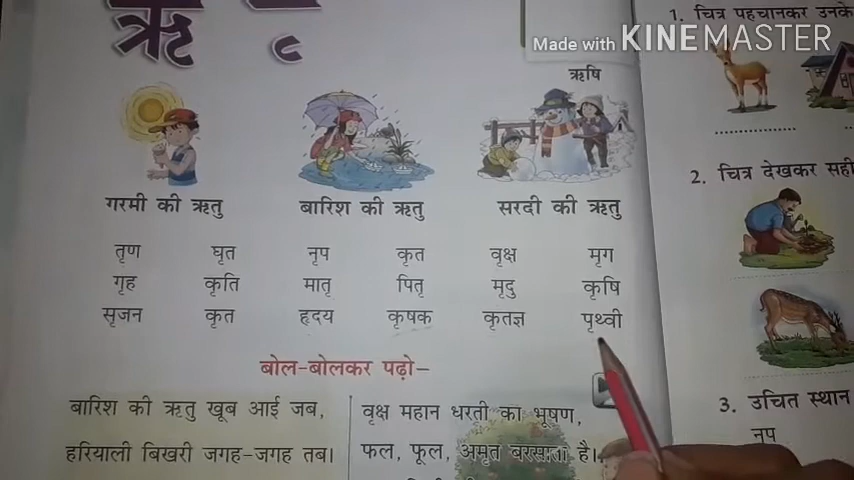 ऋ ृ
Made with KINEMASTER
ऋषि
गरमी की ऋतु बारिश की ऋतु सरदी की ऋतु
तृण घृत नृप कृत वृक्ष मृग
गृह कृति मातृ पितृ मृदु कृषि
सृजन कृत हृदय कृषक कृतज्ञ पृथ्वी
बोल-बोलकर पढ़ो–
बारिश की ऋतु खूब आई जब,
हरियाली बिखरी जगह-जगह तब।
वृक्ष महान धरती का भूषण,
फल, फूल, अमृत बरसाता है।
1. चित्र पहचानकर उनके
2. चित्र देखकर सही
3. उचित स्थान
नृप